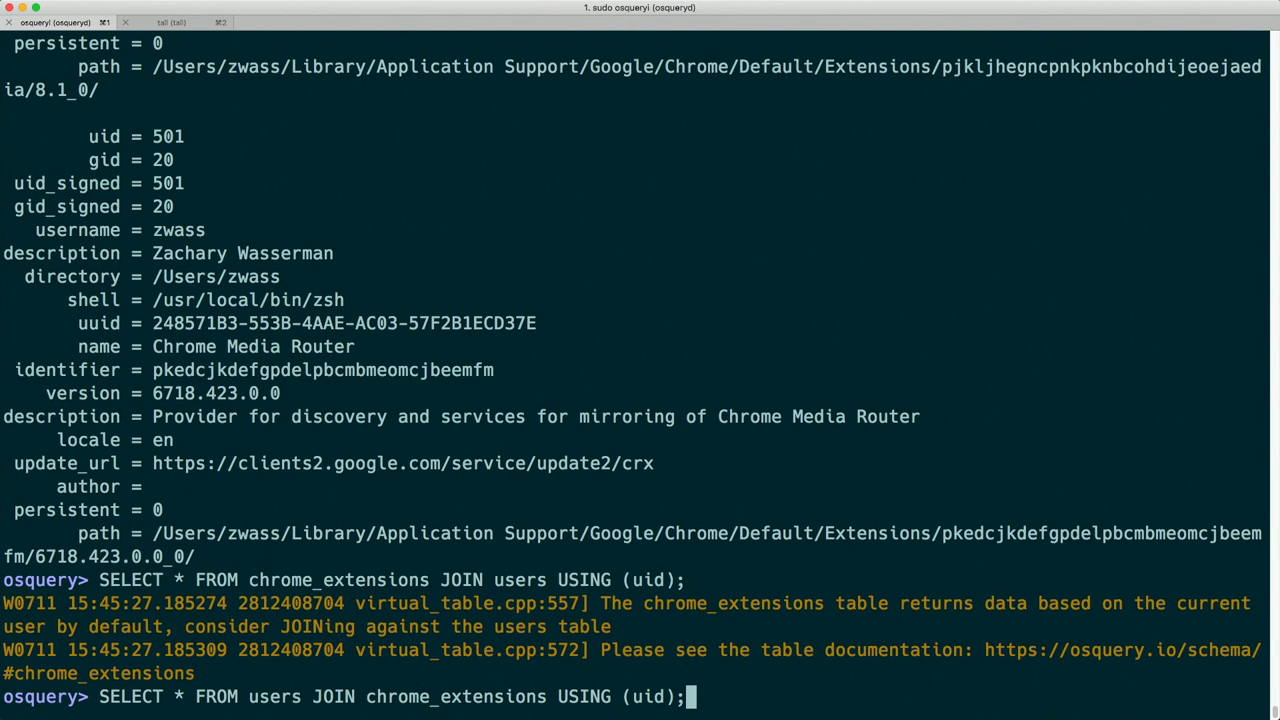 1. sudo osqueryi (osqueryd)
osqueryi (osqueryd) ⌘1 tall (tall) ⌘2
persistent = 0
path = /Users/zwass/Library/Application Support/Google/Chrome/Default/Extensions/pjkljhegncpnkpknbcohdijeoejaed
ia/8.1_0/
uid = 501
gid = 20
uid_signed = 501
gid_signed = 20
username = zwass
description = Zachary Wasserman
directory = /Users/zwass
shell = /usr/local/bin/zsh
uuid = 248571B3-553B-4AAE-AC03-57F2B1ECD37E
name = Chrome Media Router
identifier = pkedcjkdefgpdelpbcmbmeomcjbeemfm
version = 6718.423.0.0
description = Provider for discovery and services for mirroring of Chrome Media Router
locale = en
update_url = https://clients2.google.com/service/update2/crx
author =
persistent = 0
path = /Users/zwass/Library/Application Support/Google/Chrome/Default/Extensions/pkedcjkdefgpdelpbcmbmeomcjbeem
fm/6718.423.0.0_0/
osquery> SELECT * FROM chrome_extensions JOIN users USING (uid);
W0711 15:45:27.185274 2812408704 virtual_table.cpp:557] The chrome_extensions table returns data based on the current
user by default, consider JOINing against the users table
W0711 15:45:27.185309 2812408704 virtual_table.cpp:572] Please see the table documentation: https://osquery.io/schema/
#chrome_extensions
osquery> SELECT * FROM users JOIN chrome_extensions USING (uid);